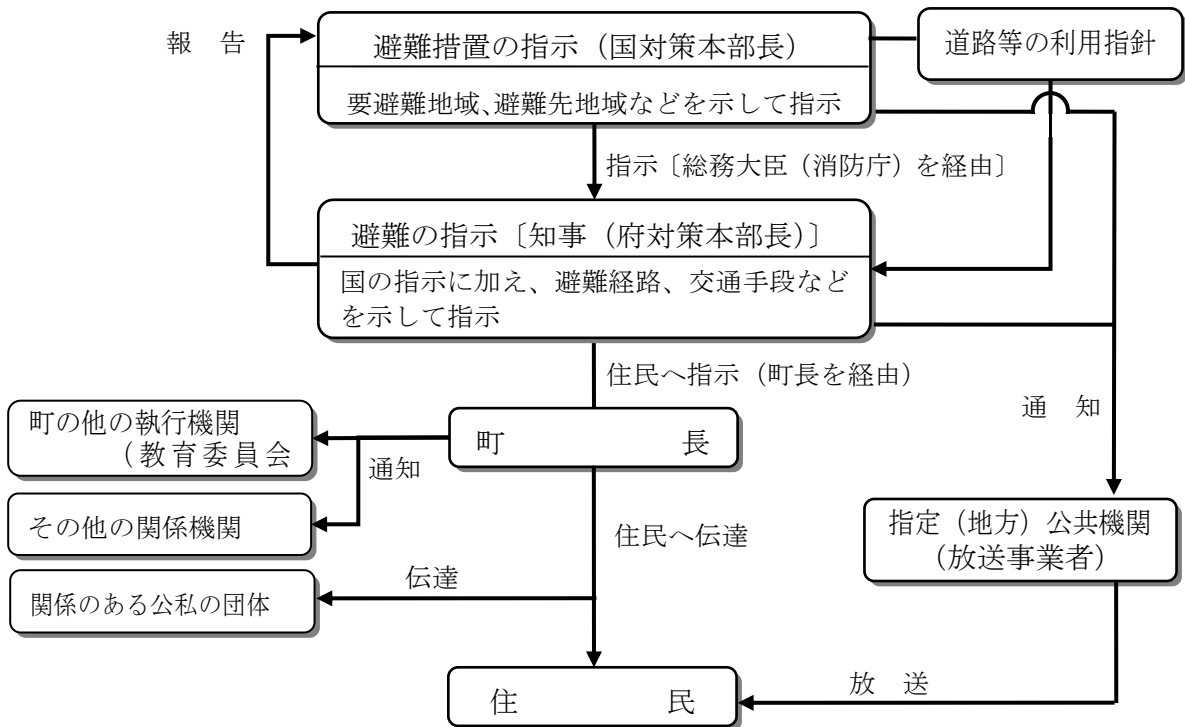 報　告
避難措置の指示（国対策本部長）
道路等の利用指針
要避難地域、避難先地域などを示して指示
指示〔総務大臣（消防庁）を経由〕
避難の指示〔知事（府対策本部長）〕
国の指示に加え、避難経路、交通手段など
を示して指示
住民へ指示（町長を経由）
通　知
町の他の執行機関
（教育委員会
町　　　　　長
通知
その他の関係機関
住民へ伝達
指定（地方）公共機関
（放送事業者）
伝達
関係のある公私の団体
住　　　　　民
放　送